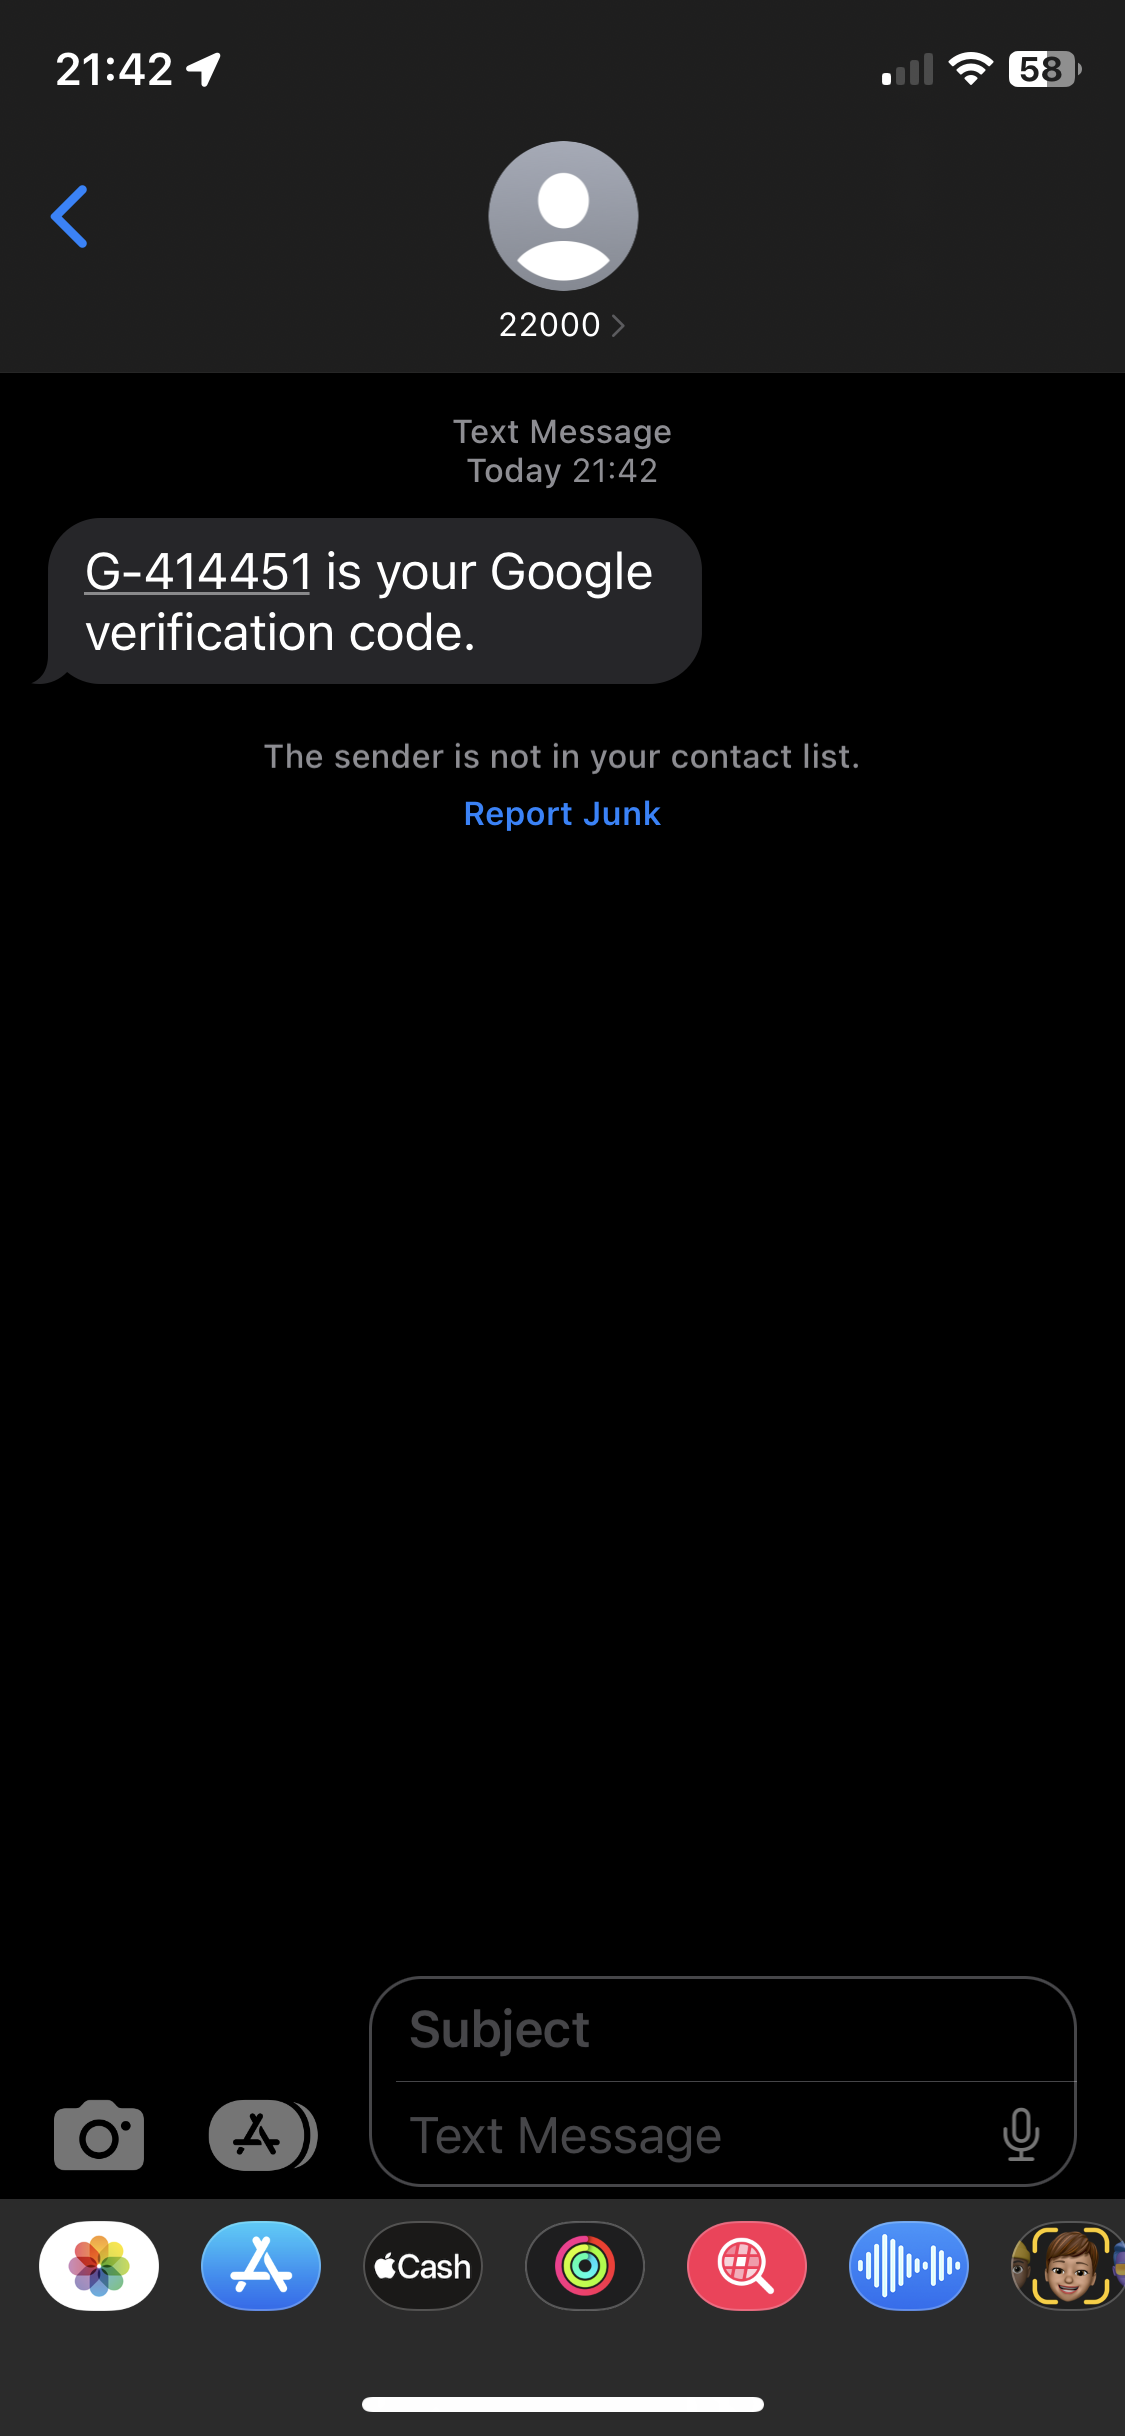 21:42
58
22000
Text Message
Today 21:42
G-414451 is your Google
verification code.
The sender is not in your contact list.
Report Junk
Subject
Text Message
Cash